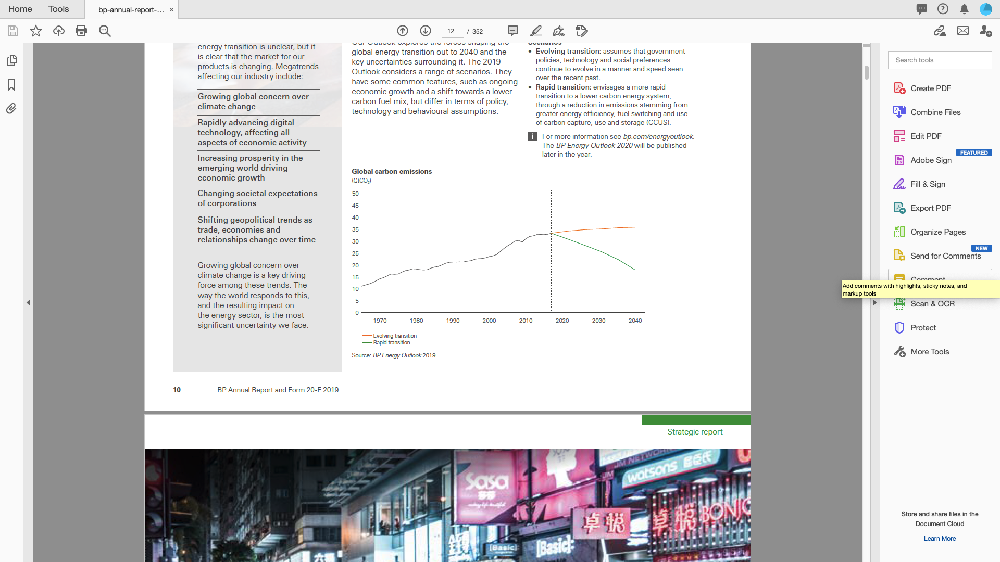 Home
Tools
bp-annual-report-...
12 / 352
energy transition is unclear, but it
is clear that the market for our
products is changing. Megatrends
affecting our industry include:
Growing global concern over
climate change
Rapidly advancing digital
technology, affecting all
aspects of economic activity
Increasing prosperity in the
emerging world driving
economic growth
Changing societal expectations
of corporations
Shifting geopolitical trends as
trade, economies and
relationships change over time
Growing global concern over
climate change is a key driving
force among these trends. The
way the world responds to this,
and the resulting impact on
the energy sector, is the most
significant uncertainty we face.
Our Outlook explores the forces shaping the
global energy transition out to 2040 and the
key uncertainties surrounding it. The 2019
Outlook considers a range of scenarios. They
have some common features, such as ongoing
economic growth and a shift towards a lower
carbon fuel mix, but differ in terms of policy,
technology and behavioural assumptions.
Scenarios
• Evolving transition: assumes that government
policies, technology and social preferences
continue to evolve in a manner and speed seen
over the recent past.
• Rapid transition: envisages a more rapid
transition to a lower carbon energy system,
through a reduction in emissions stemming from
greater energy efficiency, fuel switching and use
of carbon capture, use and storage (CCUS).
i For more information see bp.com/energyoutlook.
The BP Energy Outlook 2020 will be published
later in the year.
Global carbon emissions
(GtCO₂)
50
45
40
35
30
25
20
15
10
5
0
1970 1980 1990 2000 2010 2020 2030 2040
Evolving transition
Rapid transition
Source: BP Energy Outlook 2019
10 BP Annual Report and Form 20-F 2019
Strategic report
Sasa
making life beautiful
JM NETWORK
JM
watsons
卓悦
卓悦 BONJO
[Basic]
[Basic]
六福
Search tools
Create PDF
Combine Files
Edit PDF
FEATURED
Adobe Sign
Fill & Sign
Export PDF
Organize Pages
NEW
Send for Comments
Comment
Add comments with highlights, sticky notes, and
markup tools
Scan & OCR
Protect
More Tools
Store and share files in the
Document Cloud
Learn More